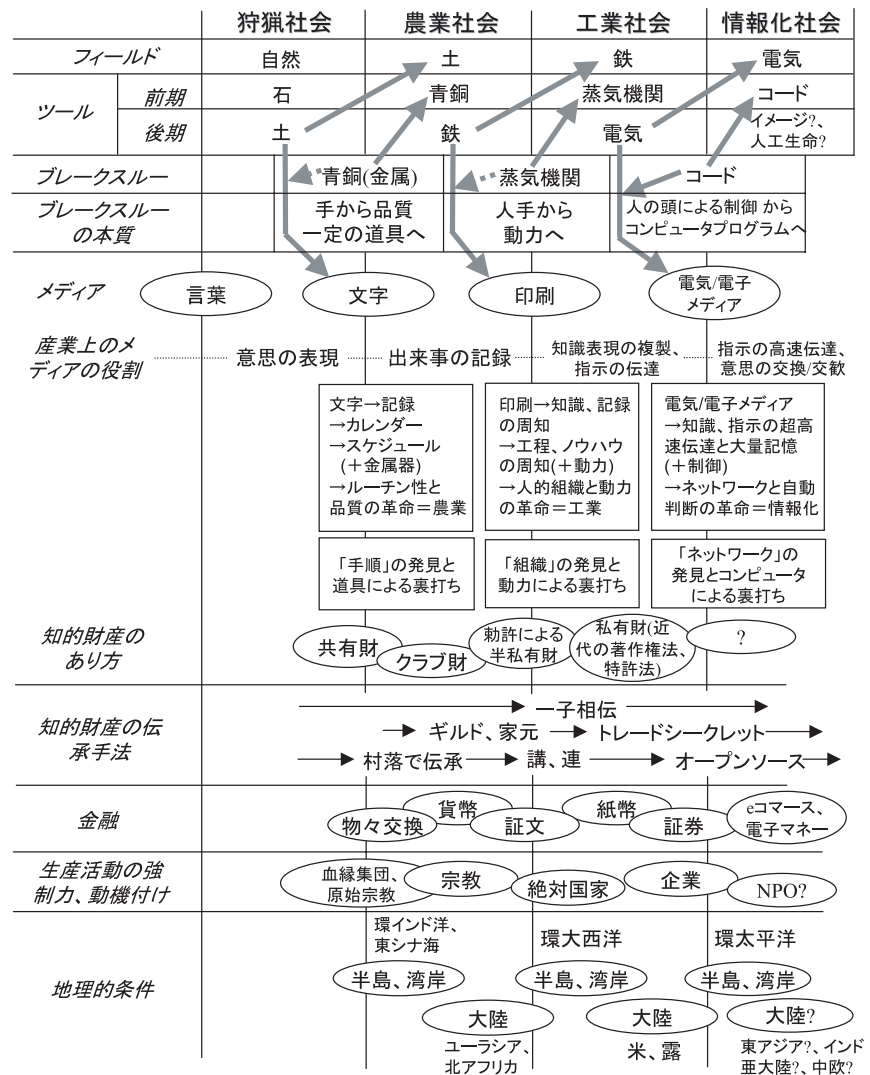 狩猟社会 農業社会 工業社会 情報化社会
フィールド 自然 土 鉄 電気
ツール 前期 石 青銅 蒸気機関 コード
後期 土 鉄 電気 イメージ?、
人工生命?
ブレークスルー 青銅(金属) 蒸気機関 コード
ブレークスルー
の本質
手から品質
一定の道具へ
人手から
動力へ
人の頭による制御 から
コンピュータプログラムへ
メディア 言葉 文字 印刷 電気/電子
メディア
産業上のメ
ディアの役割
意思の表現 出来事の記録
知識表現の複製、
指示の伝達
指示の高速伝達、
意思の交換/交歓
文字→記録
→カレンダー
→スケジュール
(+金属器)
→ルーチン性と
品質の革命=農業
印刷→知識、記録
の周知
→工程、ノウハウ
の周知(+動力)
→人的組織と動力
の革命=工業
電気/電子メディア
→知識、指示の超高
速伝達と大量記憶
(+制御)
→ネットワークと自動
判断の革命=情報化
「手順」の発見と
道具による裏打ち
「組織」の発見と
動力による裏打ち
「ネットワーク」の
発見とコンピュータ
による裏打ち
知的財産の
あり方
共有財
クラブ財
勅許による
半私有財
私有財(近
代の著作権法、
特許法)
?
知的財産の伝
承手法
一子相伝
ギルド、家元 トレードシークレット
村落で伝承 講、連 オープンソース
金融
物々交換
貨幣
証文
紙幣
証券
eコマース、
電子マネー
生産活動の強
制力、動機付け
血縁集団、
原始宗教
宗教
絶対国家
企業
NPO?
地理的条件
環インド洋、
東シナ海
環大西洋
環太平洋
半島、湾岸 半島、湾岸 半島、湾岸
大陸 大陸 大陸?
ユーラシア、
北アフリカ
米、露
東アジア?、インド
亜大陸?、中欧?